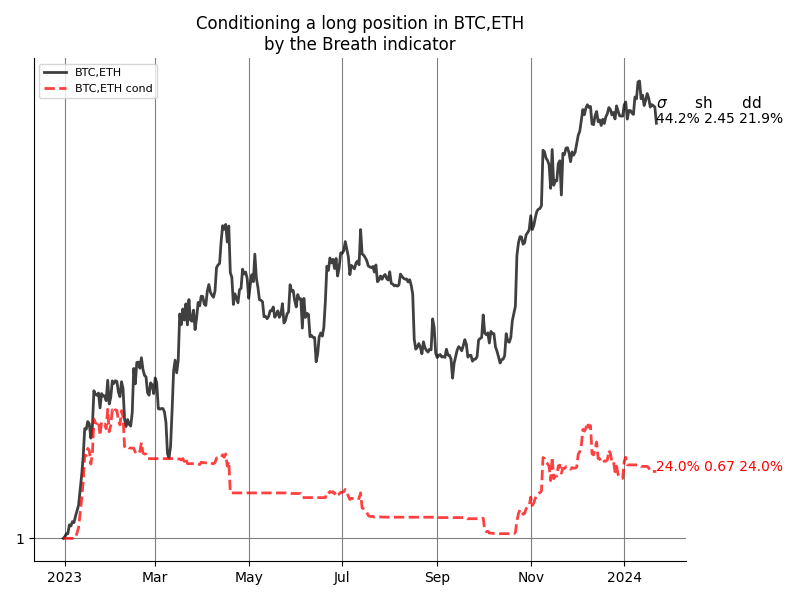 Conditioning a long position in BTC,ETH
by the Breath indicator
BTC,ETH
BTC,ETH cond
σ sh dd
44.2% 2.45 21.9%
24.0% 0.67 24.0%
1
2023 Mar May Jul Sep Nov 2024